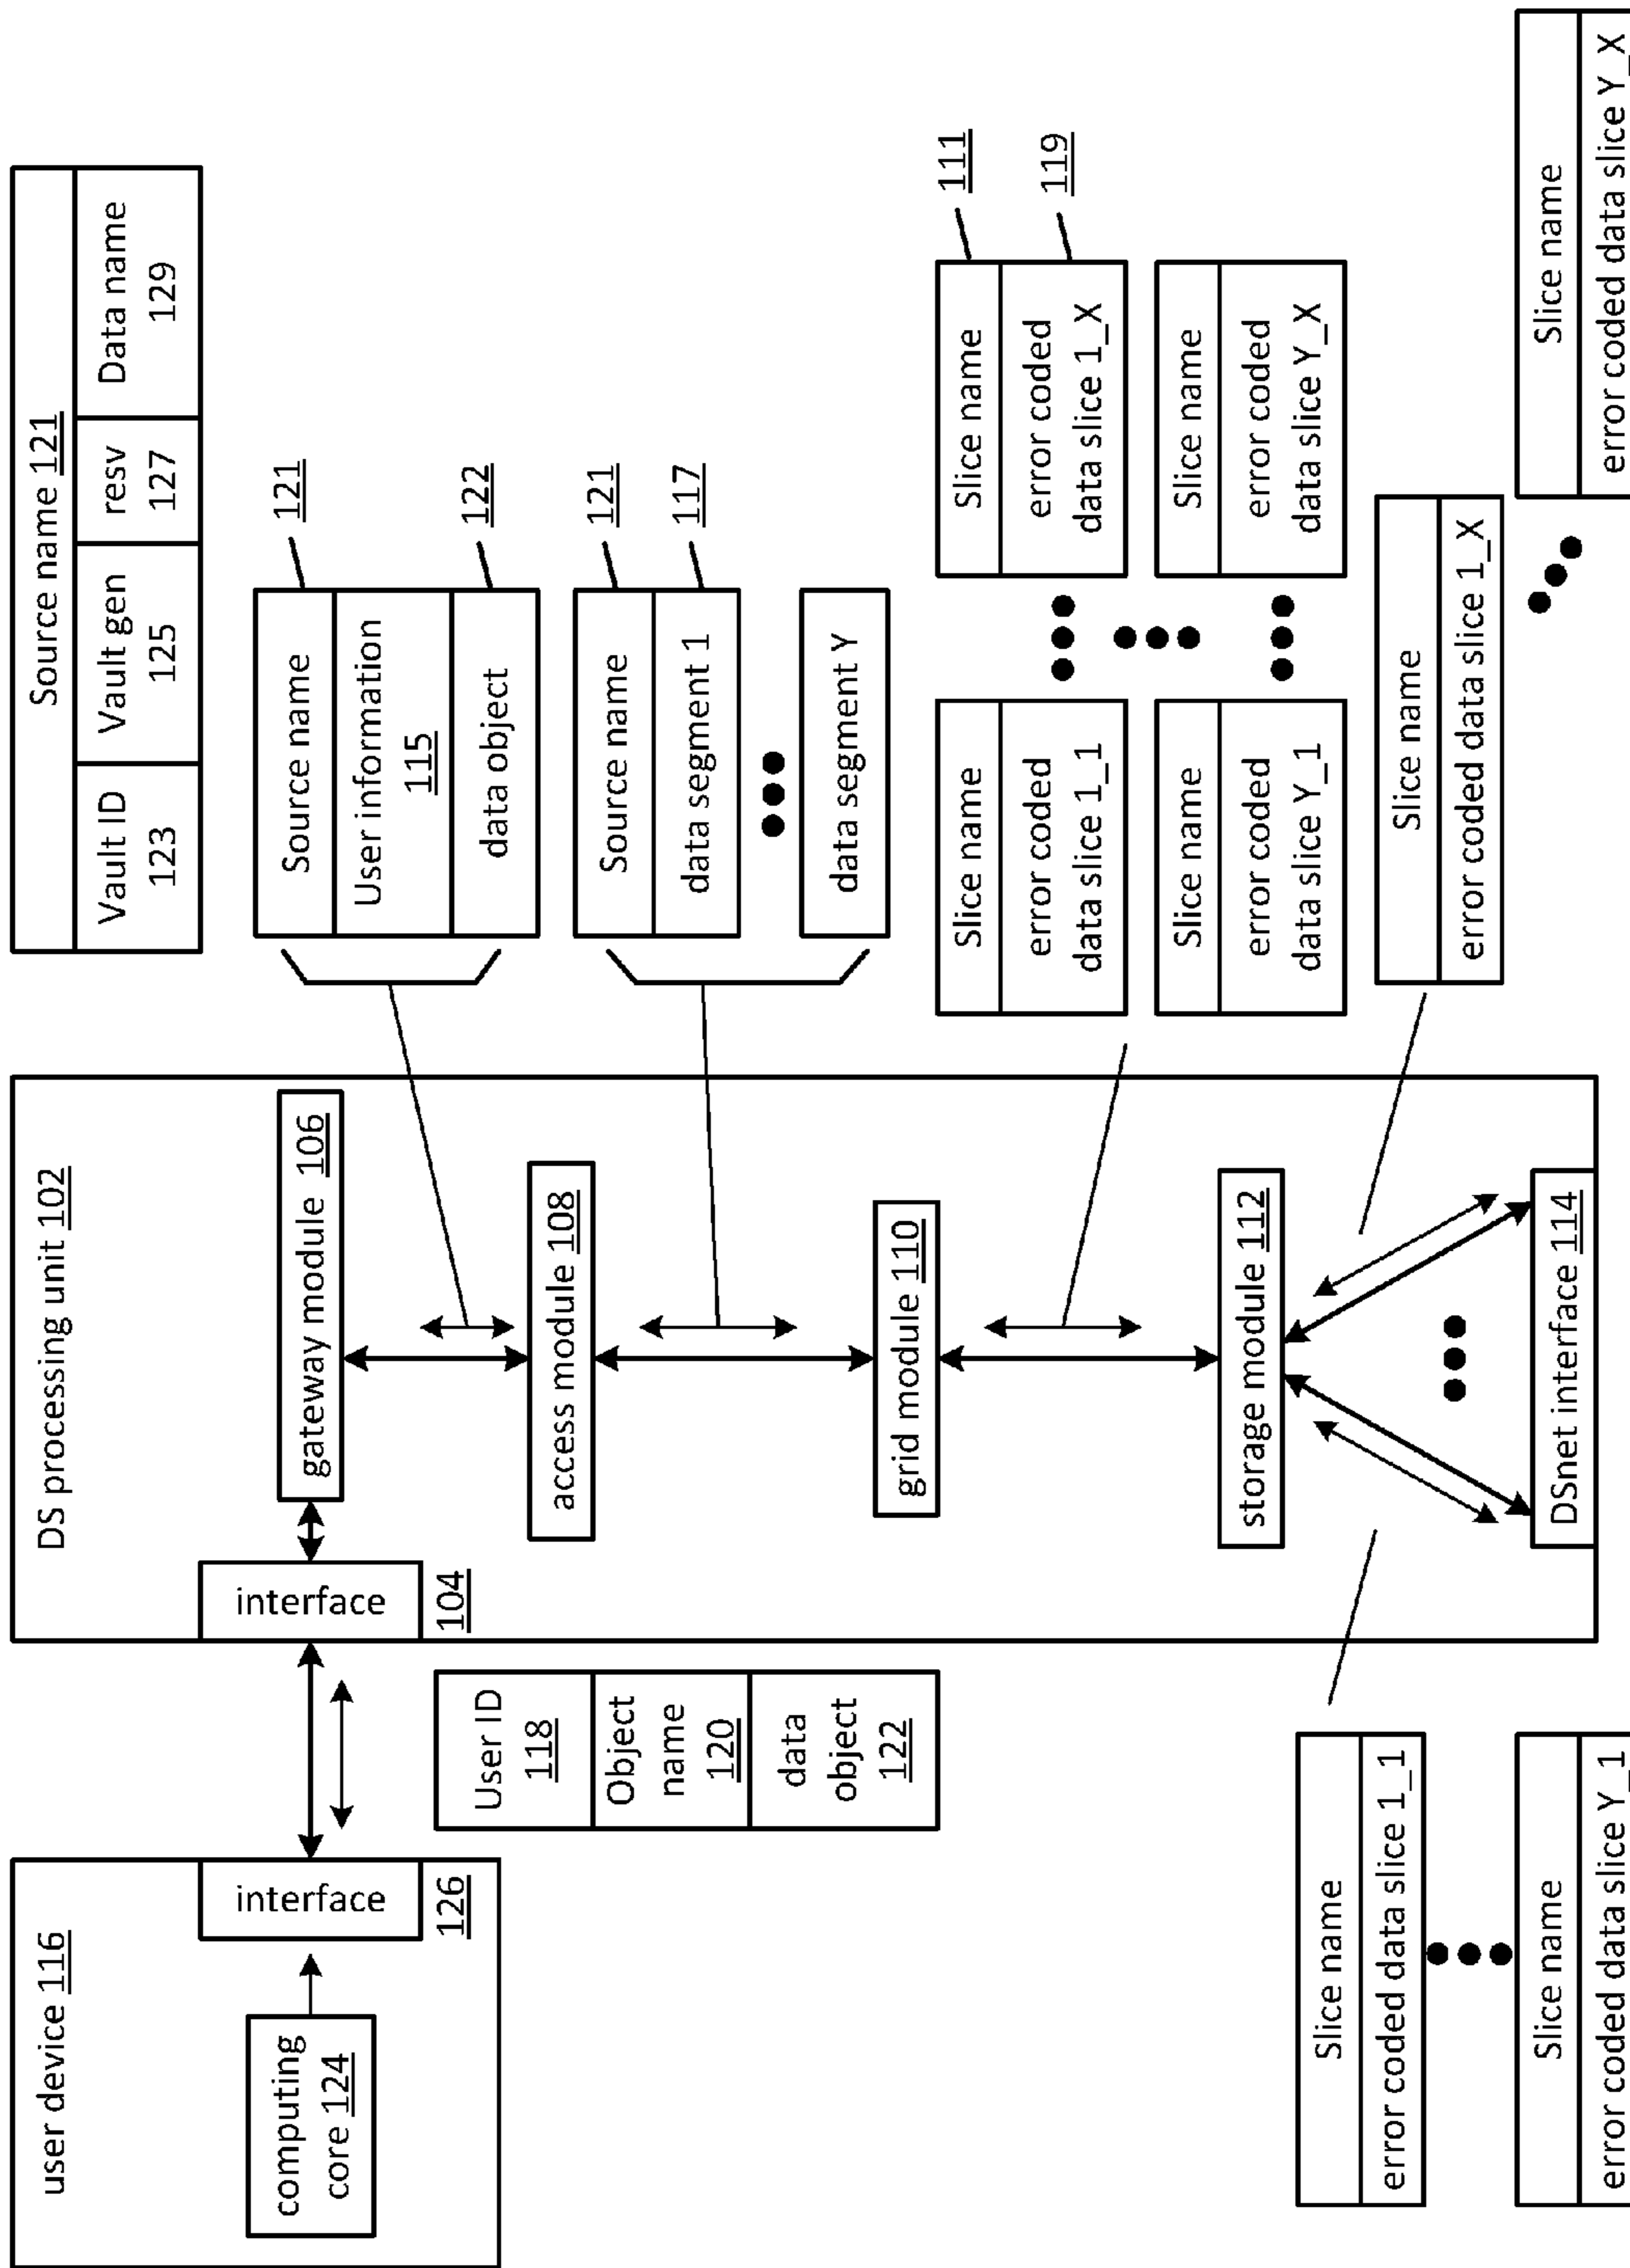 user device 116
computing
core 124
interface
126
User ID
118
Object
name
120
data
object
122
DS processing unit 102
interface
104
gateway module 106
access module 108
grid module 110
storage module 112
DSnet interface 114
Source name 121
Vault ID
123
Vault gen
125
resv
127
Data name
129
Source name
User information
115
data object
121
122
Source name
data segment 1
data segment Y
121
117
Slice name
error coded
data slice 1_1
Slice name
error coded
data slice 1_X
111
119
Slice name
error coded
data slice Y_1
Slice name
error coded
data slice Y_X
Slice name
error coded data slice 1_1
Slice name
error coded data slice Y_1
Slice name
error coded data slice 1_X
Slice name
error coded data slice Y_X